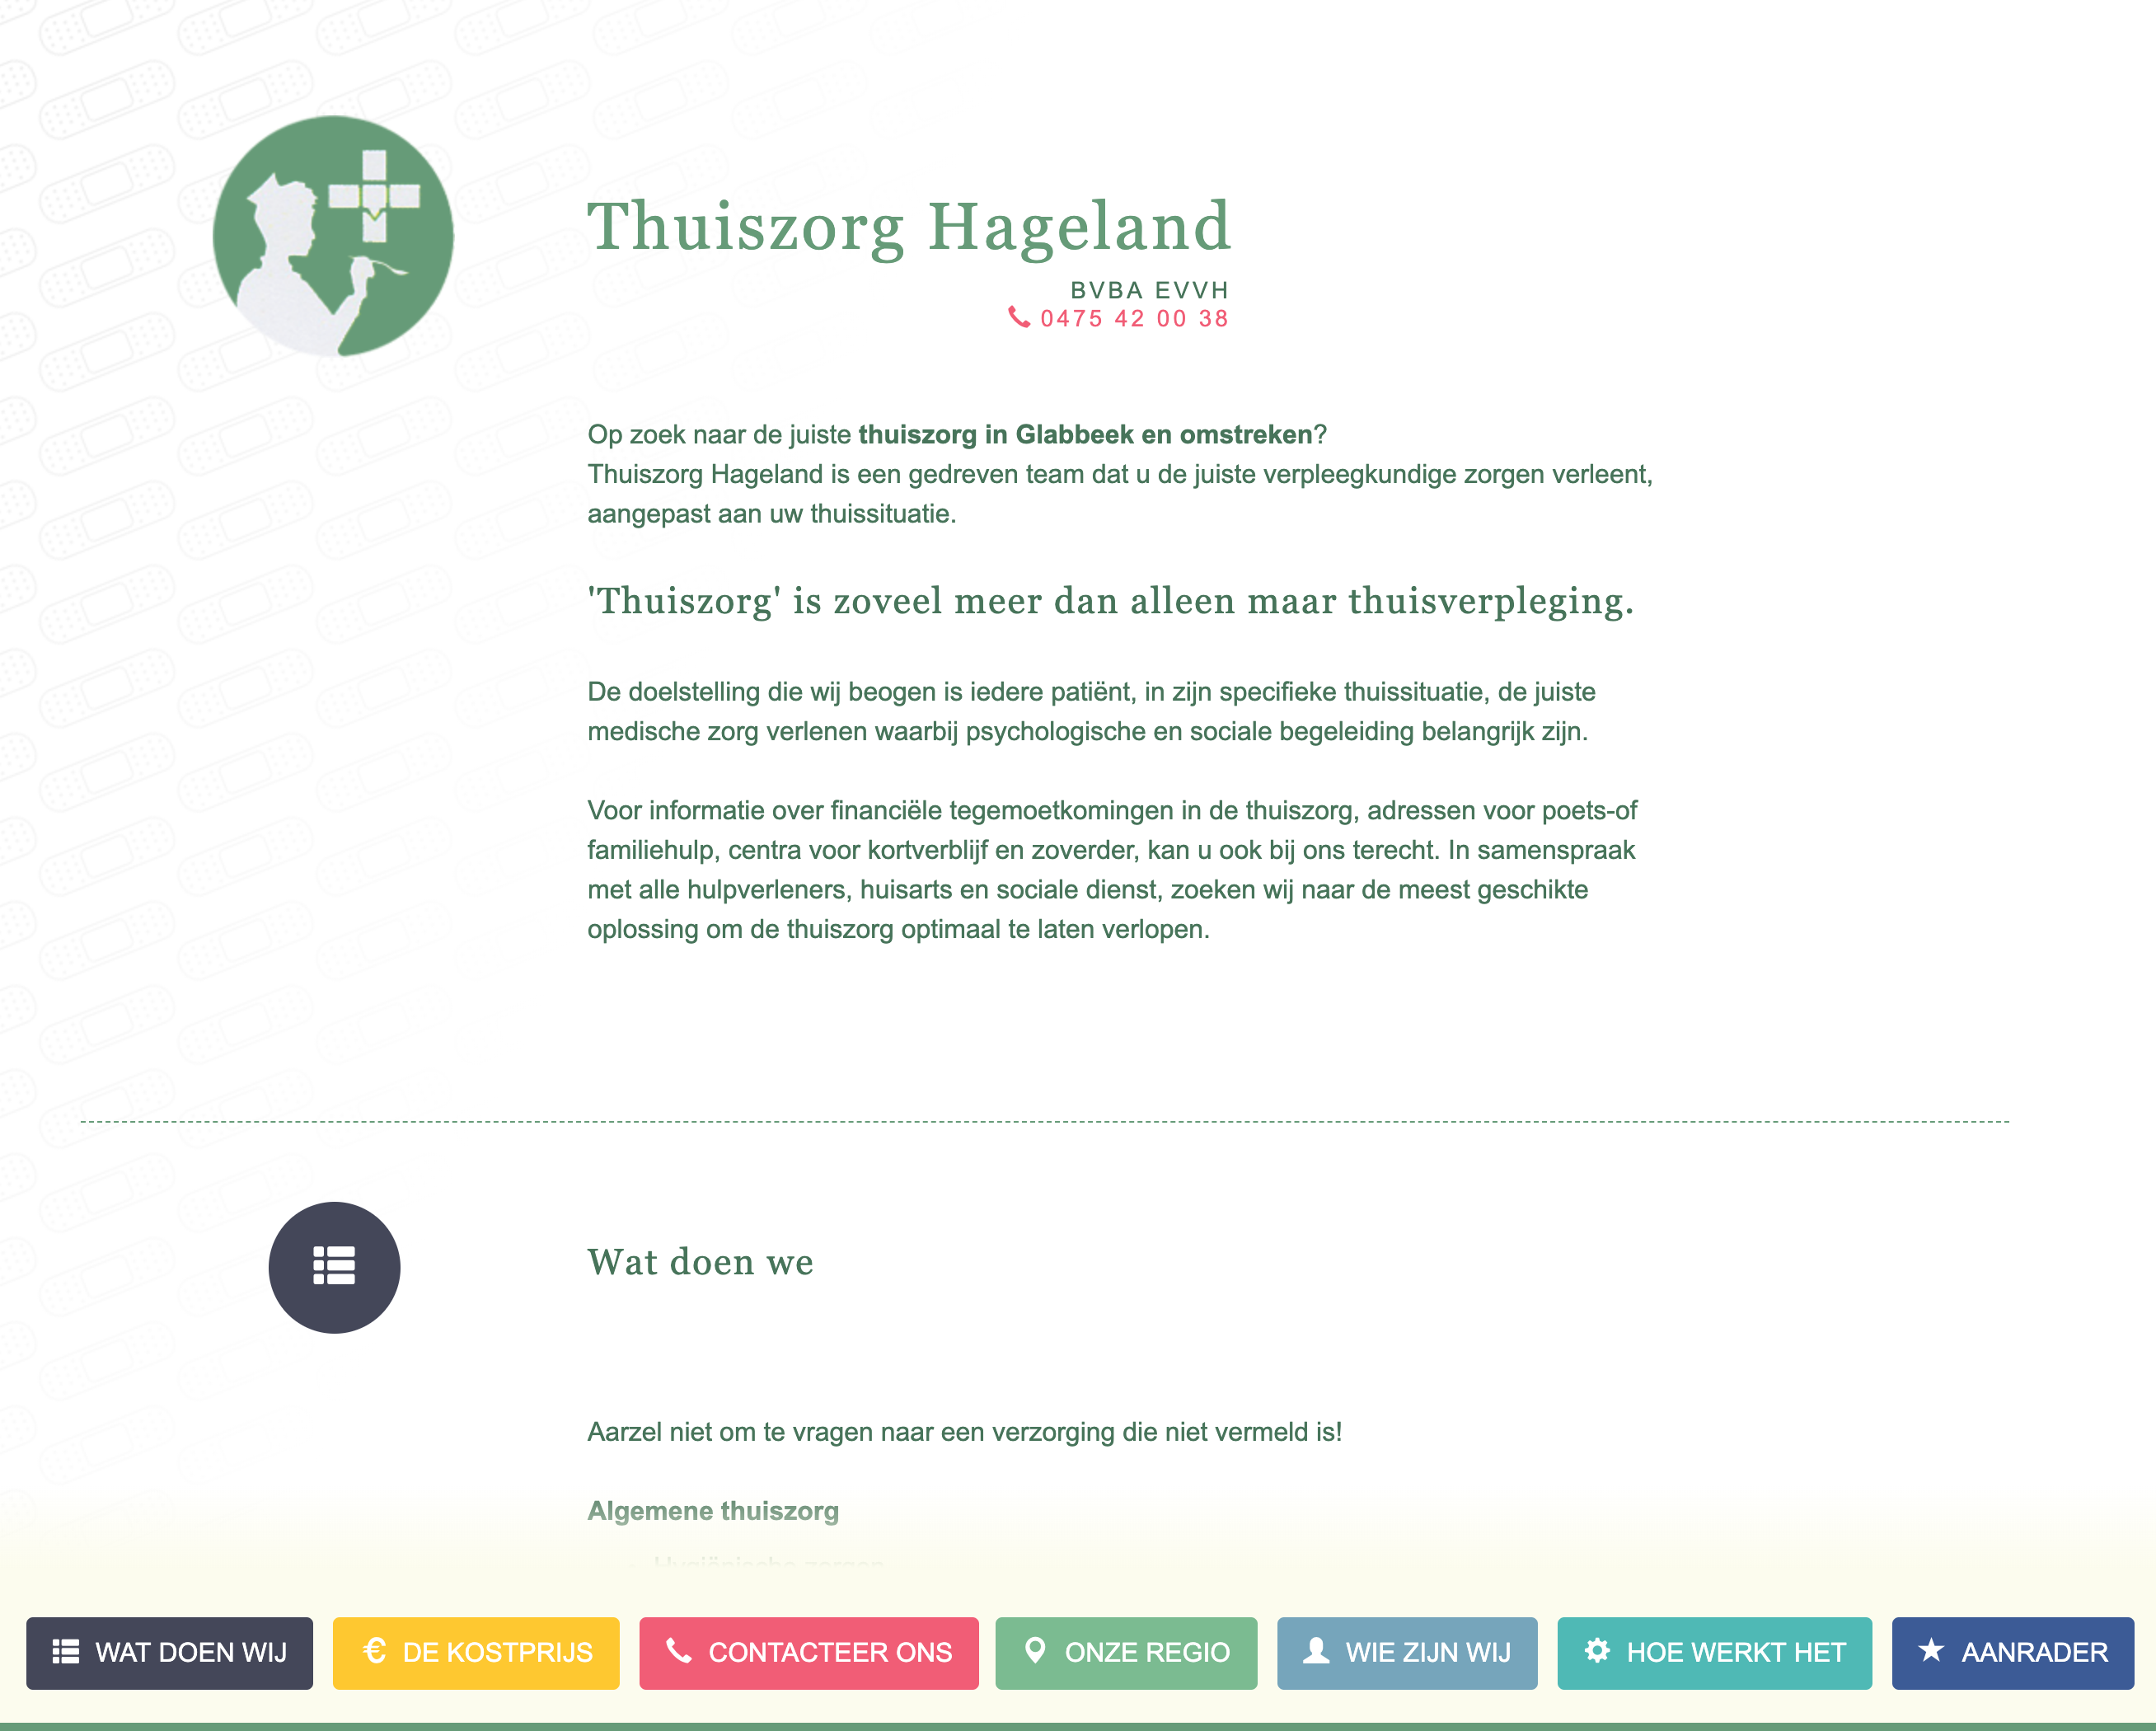 Thuiszorg Hageland
BVBA EVVH
0475 42 00 38
Op zoek naar de juiste thuiszorg in Glabbeek en omstreken?
Thuiszorg Hageland is een gedreven team dat u de juiste verpleegkundige zorgen verleent,
aangepast aan uw thuissituatie.
'Thuiszorg' is zoveel meer dan alleen maar thuisverpleging.
De doelstelling die wij beogen is iedere patiënt, in zijn specifieke thuissituatie, de juiste
medische zorg verlenen waarbij psychologische en sociale begeleiding belangrijk zijn.
Voor informatie over financiële tegemoetkomingen in de thuiszorg, adressen voor poets-of
familiehulp, centra voor kortverblijf en zoverder, kan u ook bij ons terecht. In samenspraak
met alle hulpverleners, huisarts en sociale dienst, zoeken wij naar de meest geschikte
oplossing om de thuiszorg optimaal te laten verlopen.
Wat doen we
Aarzel niet om te vragen naar een verzorging die niet vermeld is!
Algemene thuiszorg
Hygiënische zorgen
WAT DOEN WIJ
€ DE KOSTPRIJS
CONTACTEER ONS
ONZE REGIO
WIE ZIJN WIJ
HOE WERKT HET
AANRADER